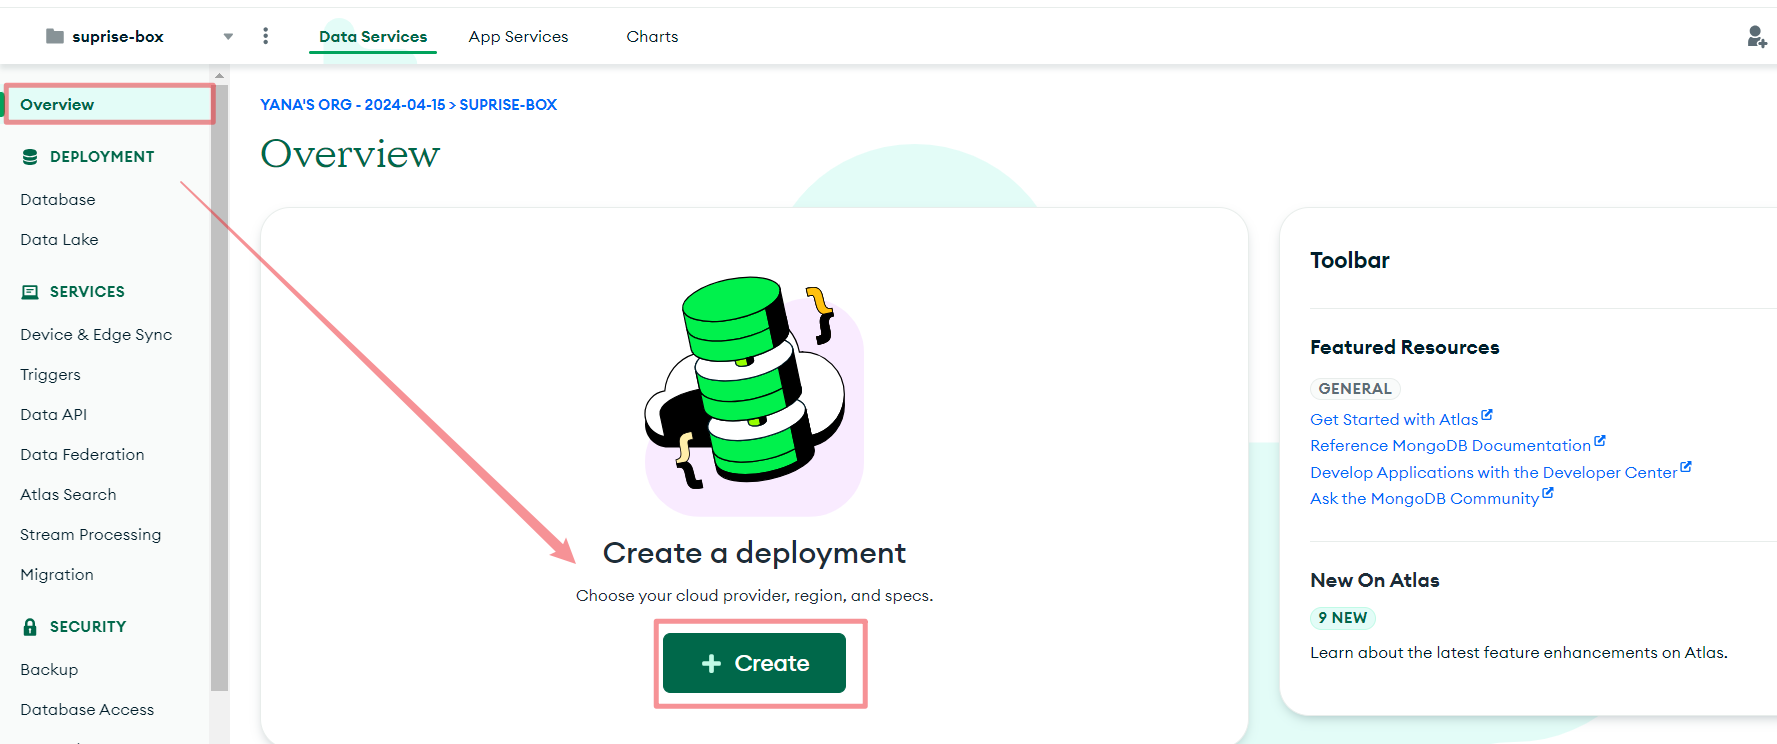 suprise-box
Data Services
App Services
Charts
Overview
DEPLOYMENT
Database
Data Lake
SERVICES
Device & Edge Sync
Triggers
Data API
Data Federation
Atlas Search
Stream Processing
Migration
SECURITY
Backup
Database Access
YANA'S ORG - 2024-04-15 > SUPRISE-BOX
Overview
Create a deployment
Choose your cloud provider, region, and specs.
+ Create
Toolbar
Featured Resources
GENERAL
Get Started with Atlas
Reference MongoDB Documentation
Develop Applications with the Developer Center
Ask the MongoDB Community
New On Atlas
9 NEW
Learn about the latest feature enhancements on Atlas.